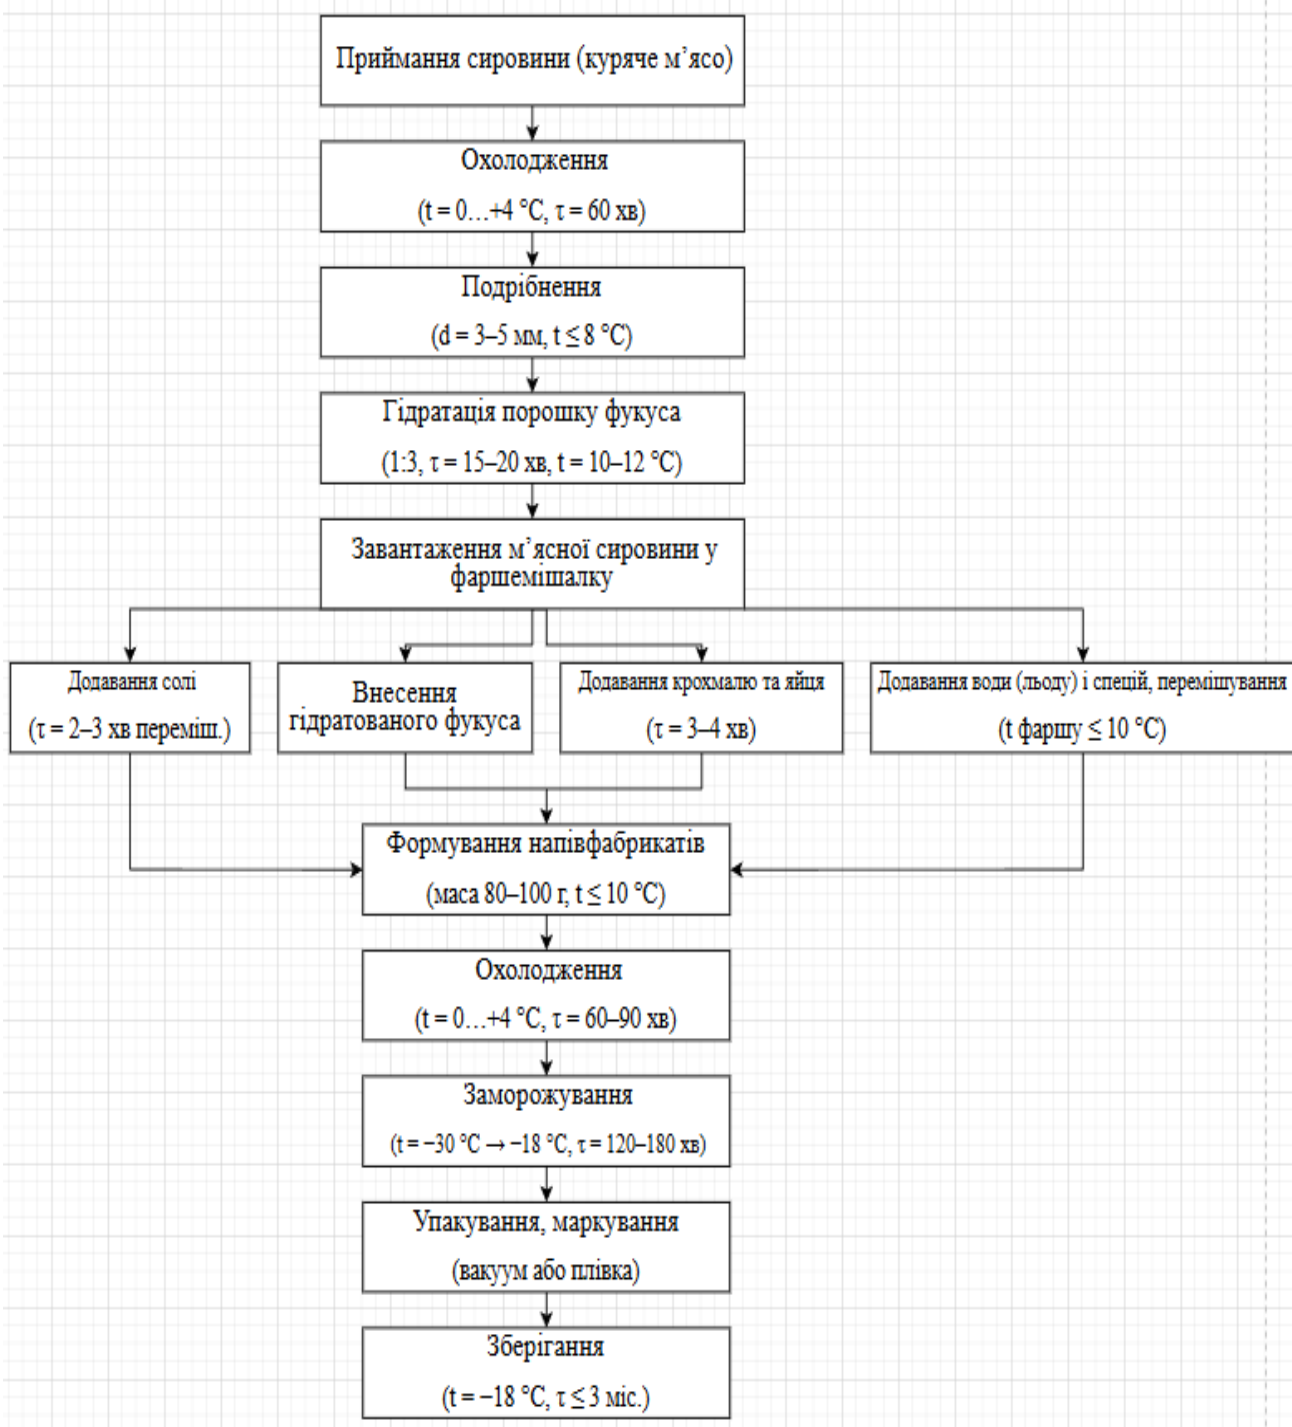 Приймання сировини (куряче м’ясо)
Охолодження
(t = 0…+4 °C, τ = 60 хв)
Подрібнення
(d = 3–5 мм, t ≤ 8 °C)
Гідратація порошку фукуса
(1:3, τ = 15–20 хв, t = 10–12 °C)
Завантаження м’ясної сировини у
фаршемішалку
Додавання солі
(τ = 2–3 хв переміш.)
Внесення
гідратованого фукуса
Додавання крохмалю та яйця
(τ = 3–4 хв)
Додавання води (льоду) і спецій, перемішування
(t фаршу ≤ 10 °C)
Формування напівфабрикатів
(маса 80–100 г, t ≤ 10 °C)
Охолодження
(t = 0…+4 °C, τ = 60–90 хв)
Заморожування
(t = −30 °C → −18 °C, τ = 120–180 хв)
Упакування, маркування
(вакуум або плівка)
Зберігання
(t = −18 °C, τ ≤ 3 міс.)